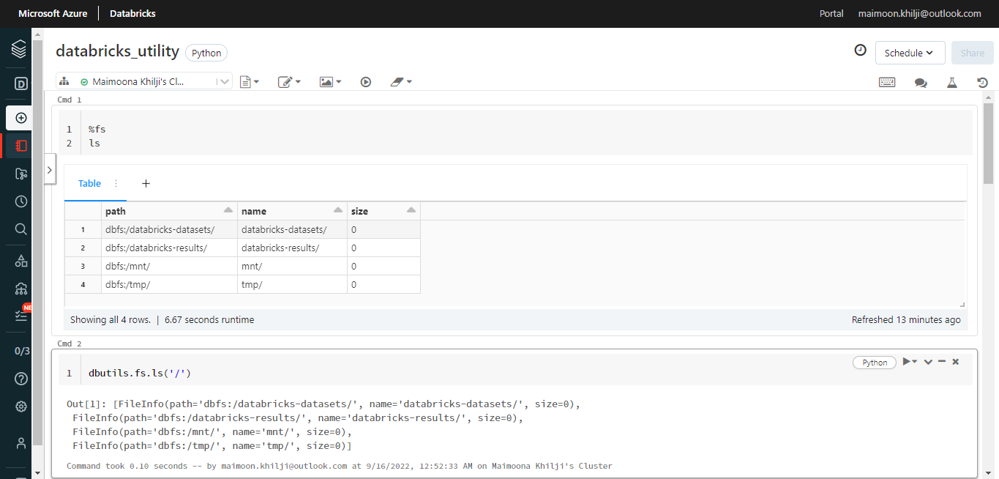 Microsoft Azure Databricks Portal maimoon.khilji@outlook.com
databricks_utility Python Schedule Share
Maimoona Khilji's Cl...
Cmd 1
1 %fs
2 ls
Table +
path name size
1 dbfs:/databricks-datasets/ databricks-datasets/ 0
2 dbfs:/databricks-results/ databricks-results/ 0
3 dbfs:/mnt/ mnt/ 0
4 dbfs:/tmp/ tmp/ 0
Showing all 4 rows. | 6.67 seconds runtime Refreshed 13 minutes ago
NE
0/3
Cmd 2
Python
1 dbutils.fs.ls('/')
Out[1]: [FileInfo(path='dbfs:/databricks-datasets/', name='databricks-datasets/', size=0),
FileInfo(path='dbfs:/databricks-results/', name='databricks-results/', size=0),
FileInfo(path='dbfs:/mnt/', name='mnt/', size=0),
FileInfo(path='dbfs:/tmp/', name='tmp/', size=0)]
Command took 0.10 seconds -- by maimoon.khilji@outlook.com at 9/16/2022, 12:52:33 AM on Maimoona Khilji's Cluster